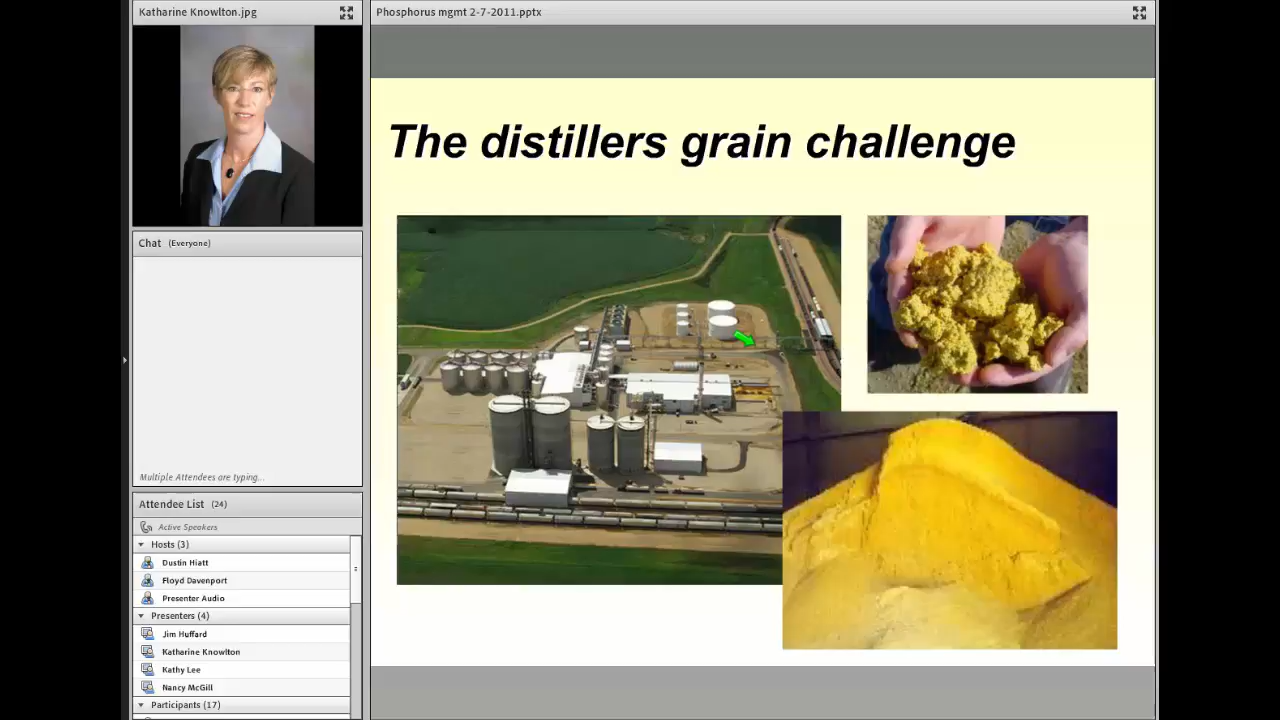 Katharine Knowlton.jpg
Phosphorus mgmt 2-7-2011.pptx
The distillers grain challenge
Chat (Everyone)
Multiple Attendees are typing...
Attendee List (24)
Active Speakers
Hosts (3)
Dustin Hiatt
Floyd Davenport
Presenter Audio
Presenters (4)
Jim Huffard
Katharine Knowlton
Kathy Lee
Nancy McGill
Participants (17)